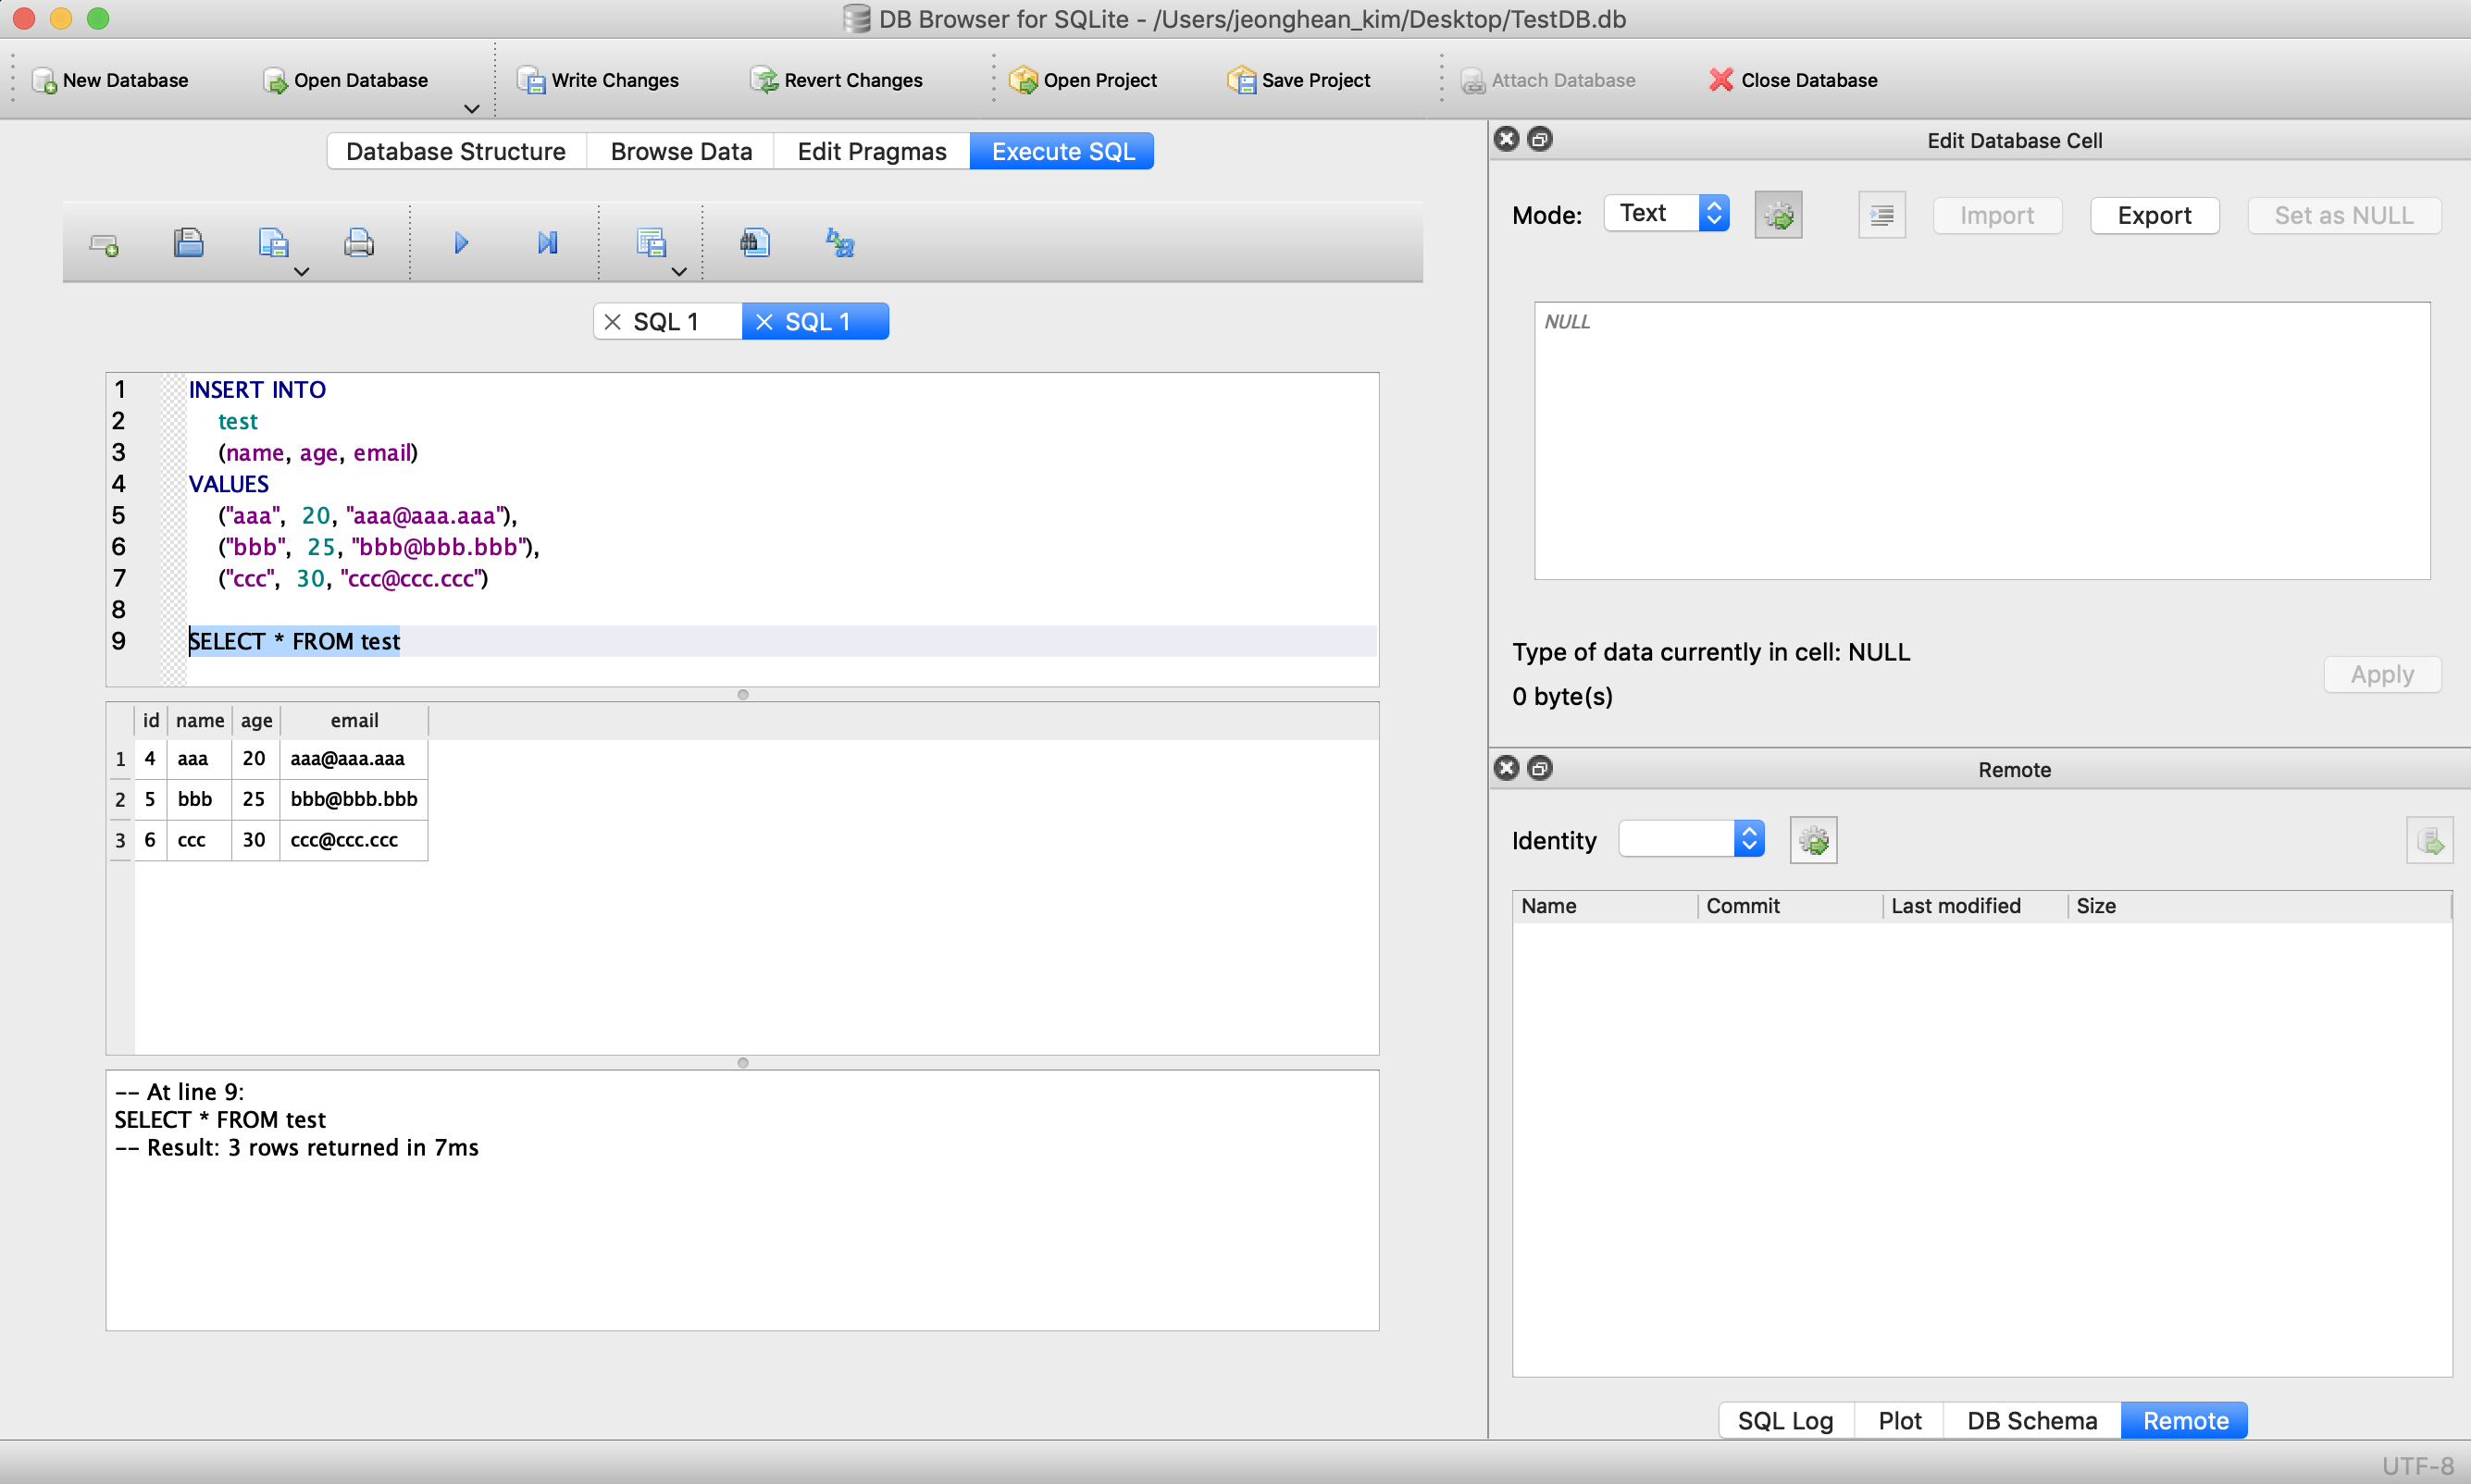 DB Browser for SQLite - /Users/jeonghean_kim/Desktop/TestDB.db
New Database Open Database Write Changes Revert Changes Open Project Save Project Attach Database Close Database
Database Structure Browse Data Edit Pragmas Execute SQL
SQL 1 SQL 1
1 INSERT INTO
2 test
3 (name, age, email)
4 VALUES
5 ("aaa", 20, "aaa@aaa.aaa"),
6 ("bbb", 25, "bbb@bbb.bbb"),
7 ("ccc", 30, "ccc@ccc.ccc")
8
9 SELECT * FROM test
id name age email
1 4 aaa 20 aaa@aaa.aaa
2 5 bbb 25 bbb@bbb.bbb
3 6 ccc 30 ccc@ccc.ccc
-- At line 9:
SELECT * FROM test
-- Result: 3 rows returned in 7ms
Edit Database Cell
Mode: Text Import Export Set as NULL
NULL
Type of data currently in cell: NULL
0 byte(s)
Apply
Remote
Identity
Name Commit Last modified Size
SQL Log Plot DB Schema Remote
UTF-8